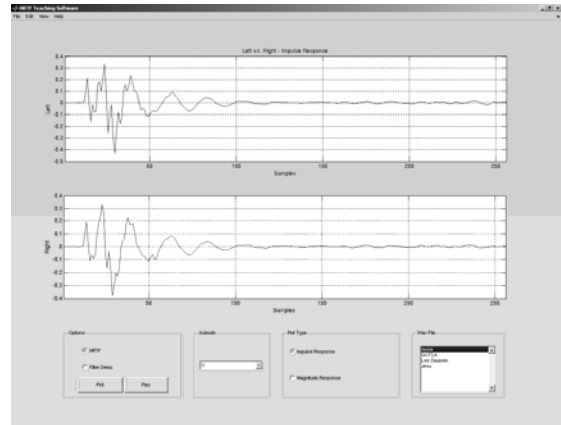 HRTF Teaching Software
File Edit View Help
Left vs. Right - Impulse Response
0.4
0.3
0.2
0.1
0
-0.1
-0.2
-0.3
-0.4
-0.5
Left
50 100 150 200 250
Samples
0.4
0.3
0.2
0.1
0
-0.1
-0.2
-0.3
-0.4
Right
50 100 150 200 250
Samples
Options
HRTF
Filter Demo
Plot Play
Azimuth
0
Plot Type
Impulse Response
Magnitude Response
Wav File
Noise
Led Zeppelin